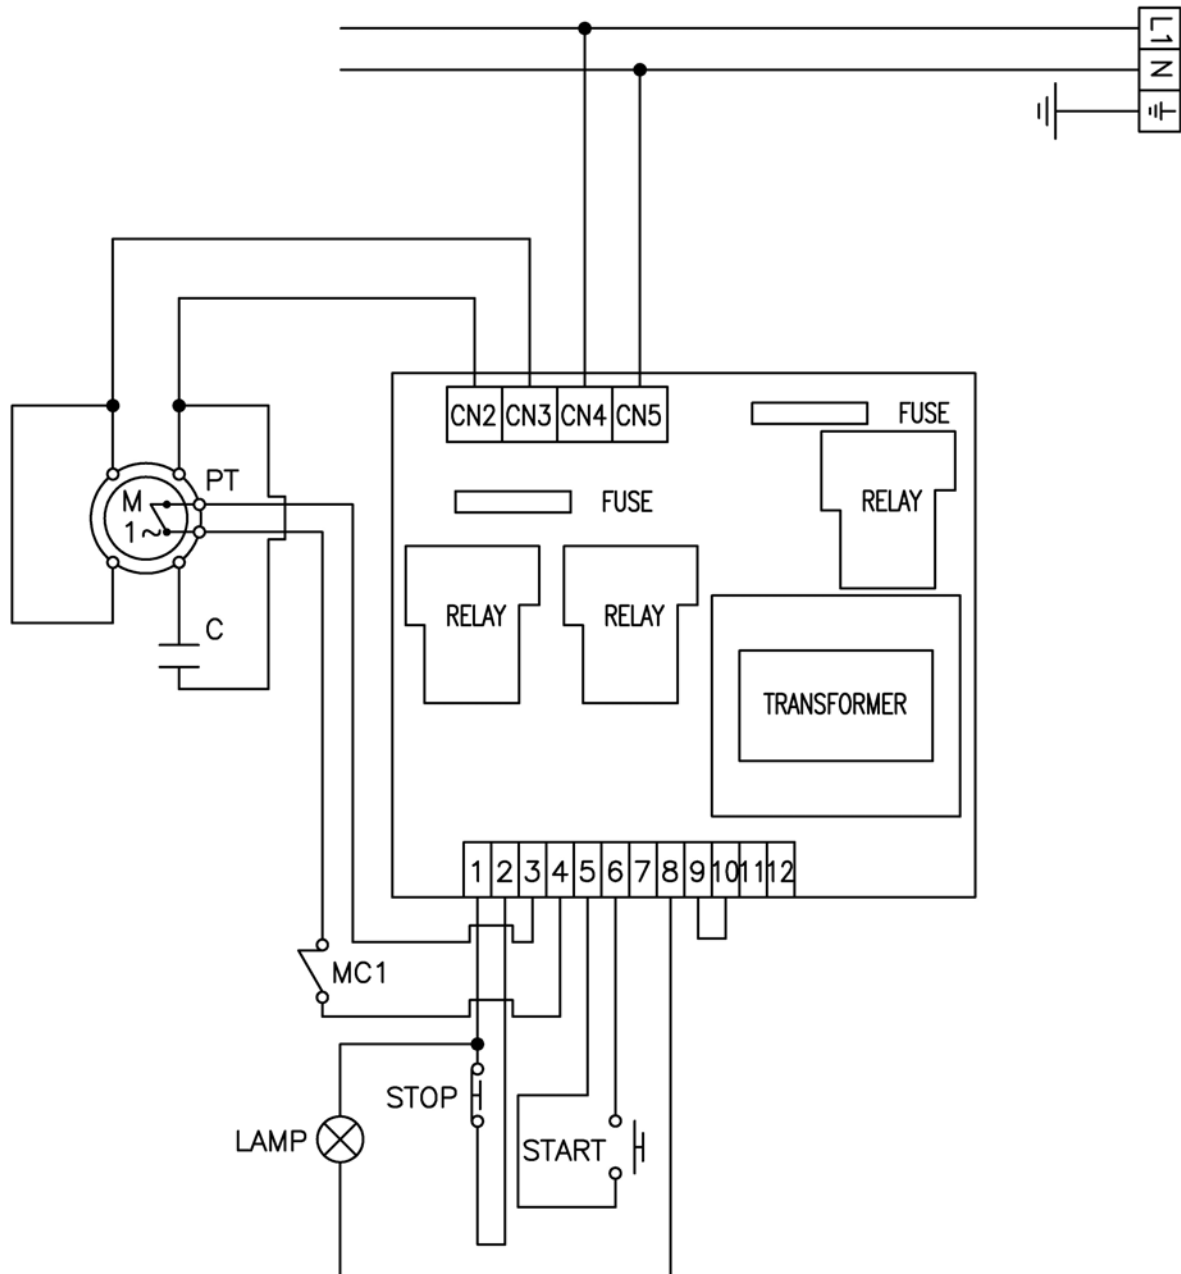 L1
N
CN2 CN3 CN4 CN5
FUSE
PT
M
1~
FUSE
RELAY
RELAY
RELAY
C
TRANSFORMER
1 2 3 4 5 6 7 8 9 10 11 12
MC1
STOP
LAMP
START